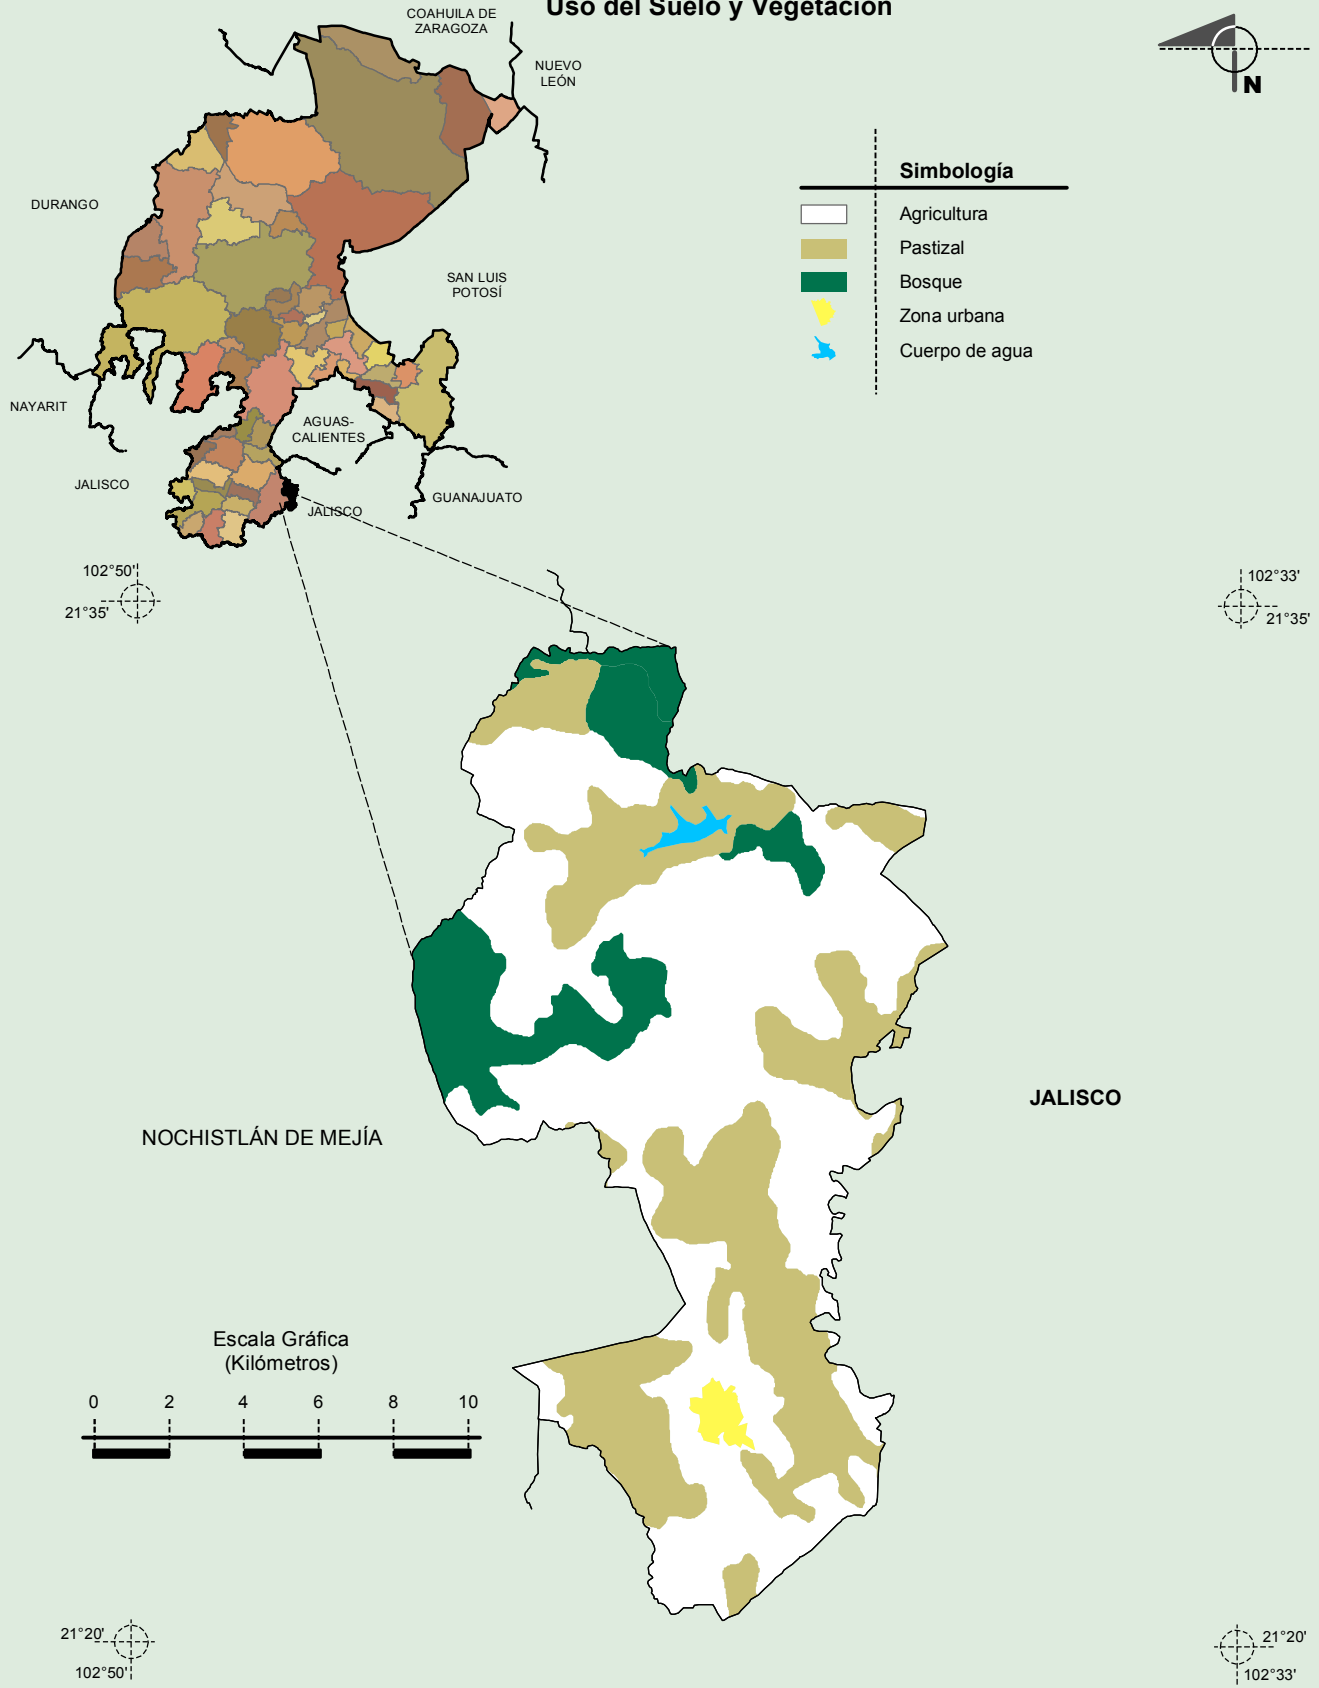 Uso del Suelo y Vegetación
COAHUILA DE
ZARAGOZA
NUEVO
LEÓN
N
DURANGO
SAN LUIS
POTOSÍ
NAYARIT
AGUAS-
CALIENTES
JALISCO
GUANAJUATO
JALISCO
Simbología
Agricultura
Pastizal
Bosque
Zona urbana
Cuerpo de agua
102°50'
21°35'
102°33'
21°35'
JALISCO
NOCHISTLÁN DE MEJÍA
Escala Gráfica
(Kilómetros)
0 2 4 6 8 10
21°20'
102°50'
21°20'
102°33'